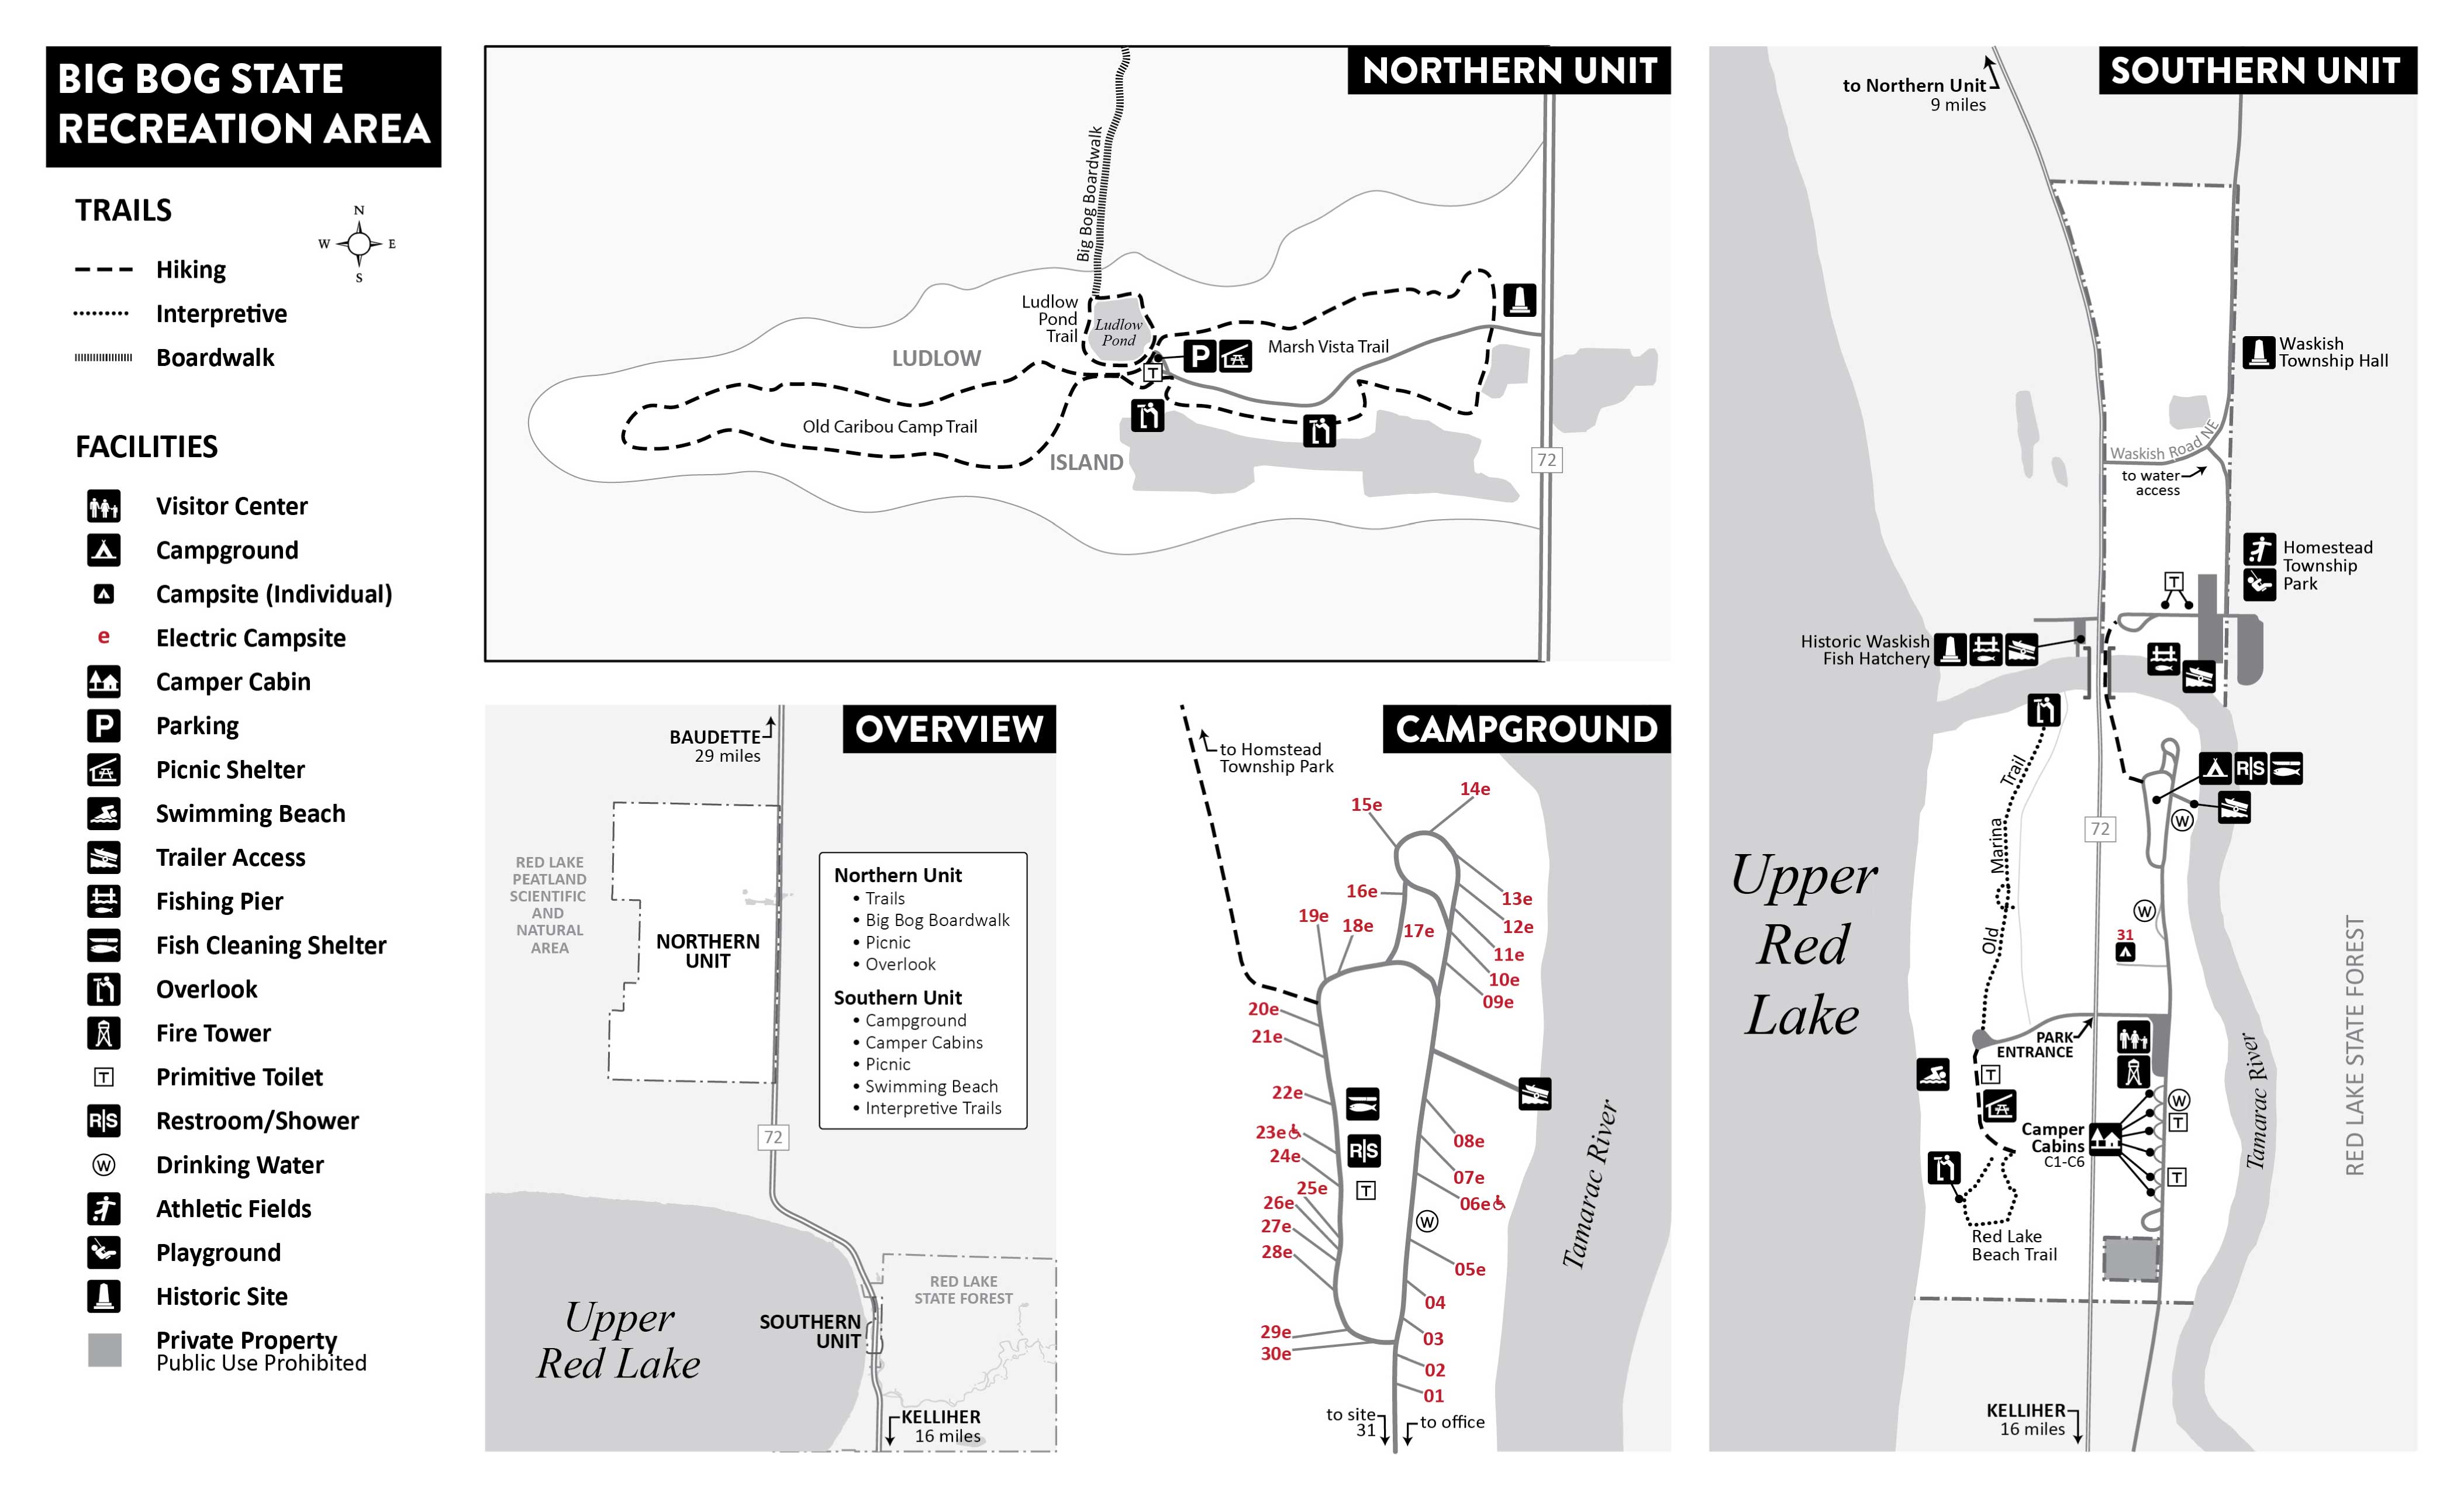 BIG BOG STATE
RECREATION AREA
TRAILS
N
W
E
S
Hiking
Interpretive
Boardwalk
FACILITIES
Visitor Center
Campground
Campsite (Individual)
e
Electric Campsite
Camper Cabin
P
Parking
Picnic Shelter
Swimming Beach
Trailer Access
Fishing Pier
Fish Cleaning Shelter
Overlook
Fire Tower
T
Primitive Toilet
R|S
Restroom/Shower
W
Drinking Water
Athletic Fields
Playground
Historic Site
Private Property
Public Use Prohibited
NORTHERN UNIT
Big Bog Boardwalk
Ludlow
Pond
Trail
Ludlow
Pond
LUDLOW
P
T
Marsh Vista Trail
Old Caribou Camp Trail
ISLAND
72
OVERVIEW
BAUDETTE
29 miles
RED LAKE
PEATLAND
SCIENTIFIC
AND
NATURAL
AREA
NORTHERN
UNIT
Northern Unit
• Trails
• Big Bog Boardwalk
• Picnic
• Overlook
Southern Unit
• Campground
• Camper Cabins
• Picnic
• Swimming Beach
• Interpretive Trails
72
RED LAKE
STATE FOREST
SOUTHERN
UNIT
Upper
Red Lake
KELLIHER
16 miles
CAMPGROUND
to Homstead
Township Park
14e
15e
16e
13e
19e
18e
17e
12e
11e
10e
09e
20e
21e
22e
23e
24e
25e
26e
27e
28e
R|S
T
08e
07e
06e
W
05e
04
29e
03
30e
02
01
to site
31
to office
Tamarac River
SOUTHERN UNIT
to Northern Unit
9 miles
Waskish
Township Hall
Waskish Road NE
to water
access
Homestead
Township
Park
T
Historic Waskish
Fish Hatchery
R|S
W
72
Old Marina Trail
Upper
Red
Lake
W
31
PARK
ENTRANCE
T
W
T
Camper
Cabins
C1-C6
T
Red Lake
Beach Trail
Tamarac River
RED LAKE STATE FOREST
KELLIHER
16 miles